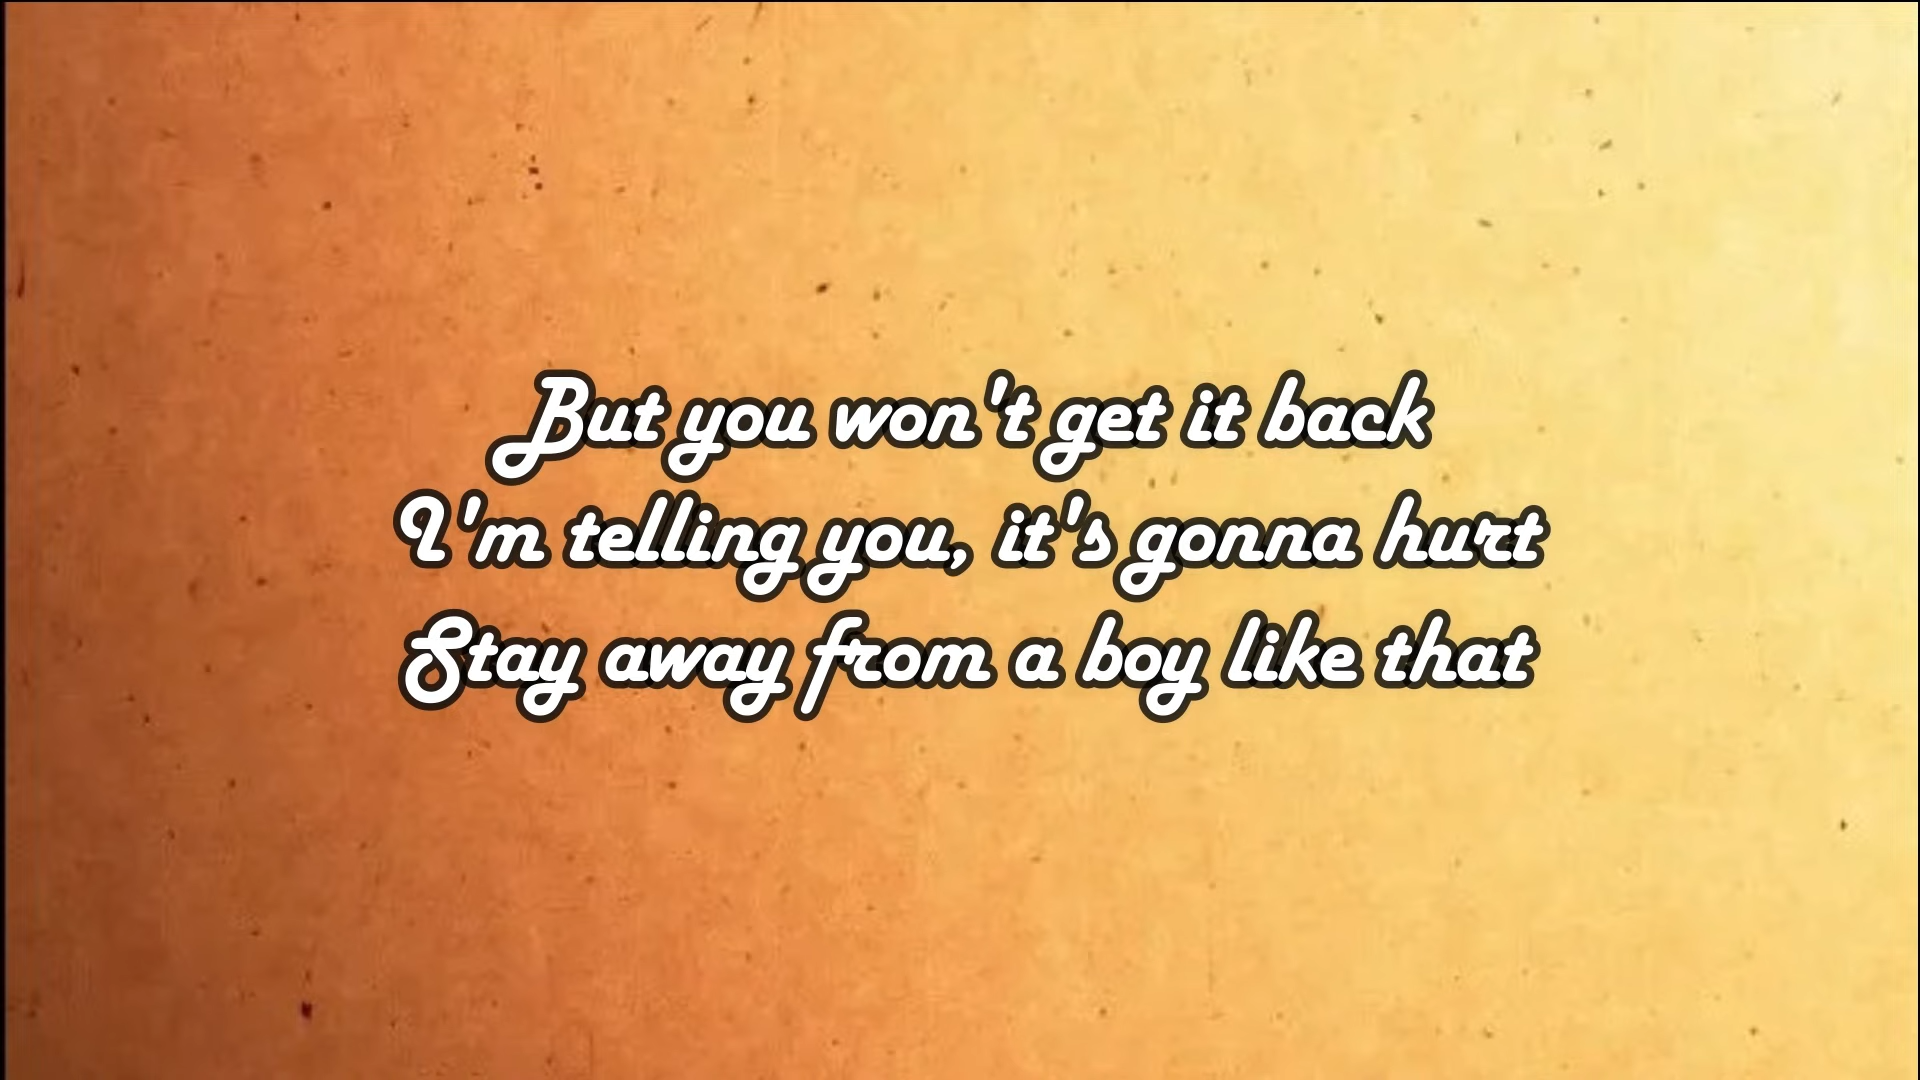 But you won't get it back
I'm telling you, it's gonna hurt
Stay away from a boy like that